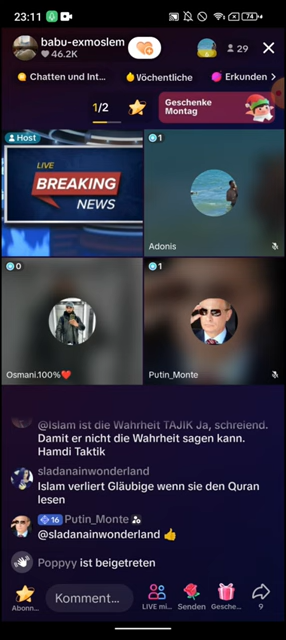 23:11
74
babu-exmoslem
46.2K
29
Chatten und Int...
Wöchentliche
Erkunden
1/2
Geschenke
Montag
Host
LIVE
BREAKING
NEWS
1
Adonis
0
Osmani.100%❤️
1
Putin_Monte
@Islam ist die Wahrheit TAJIK Ja, schreiend.
Damit er nicht die Wahrheit sagen kann.
Hamdi Taktik
sladanainwonderland
Islam verliert Gläubige wenn sie den Quran
lesen
16 Putin_Monte
@sladanainwonderland 👍
Poppyy ist beigetreten
Kommentar...
Abonn...
LIVE mi...
Senden
Gesche...
9